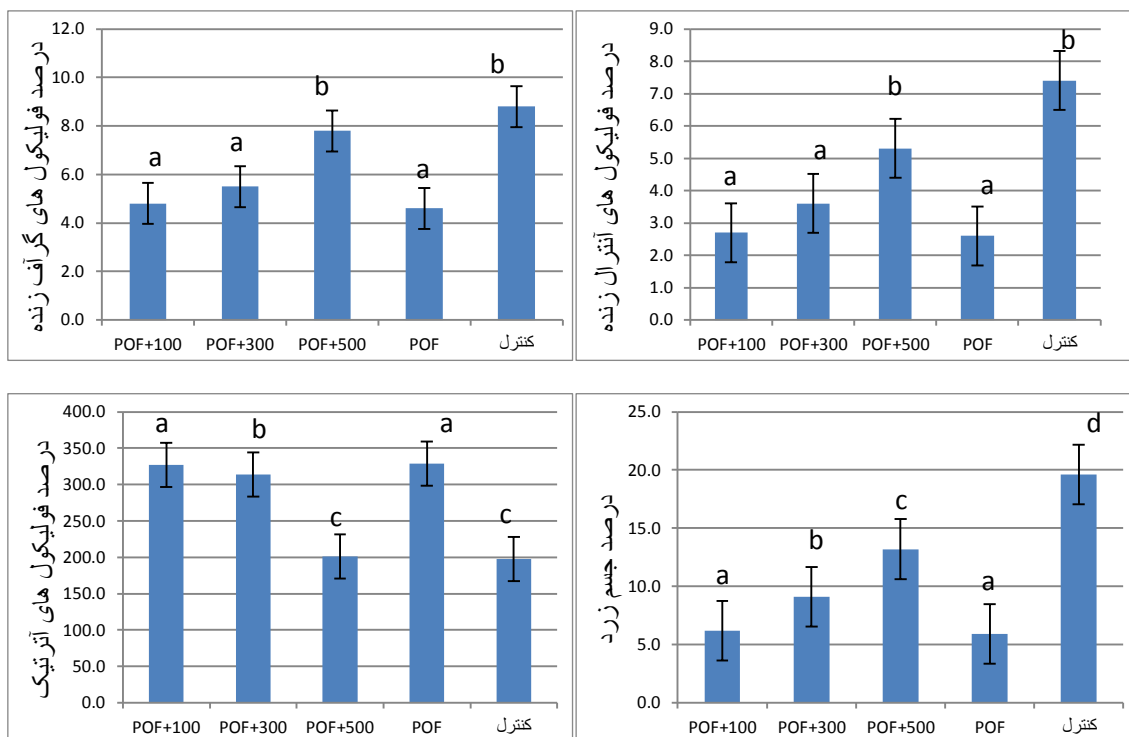 درصد فولیکول های گرآف زنده
12.0
10.0
8.0
6.0
4.0
2.0
0.0
a
a
b
a
b
POF+100
POF+300
POF+500
POF
کنترل
درصد فولیکول های آنترال زنده
9.0
8.0
7.0
6.0
5.0
4.0
3.0
2.0
1.0
0.0
a
a
b
a
b
POF+100
POF+300
POF+500
POF
کنترل
درصد فولیکول های آترتیک
400.0
350.0
300.0
250.0
200.0
150.0
100.0
50.0
0.0
a
b
c
a
c
POF+100
POF+300
POF+500
POF
کنترل
درصد جسم زرد
25.0
20.0
15.0
10.0
5.0
0.0
a
b
c
a
d
POF+100
POF+300
POF+500
POF
کنترل